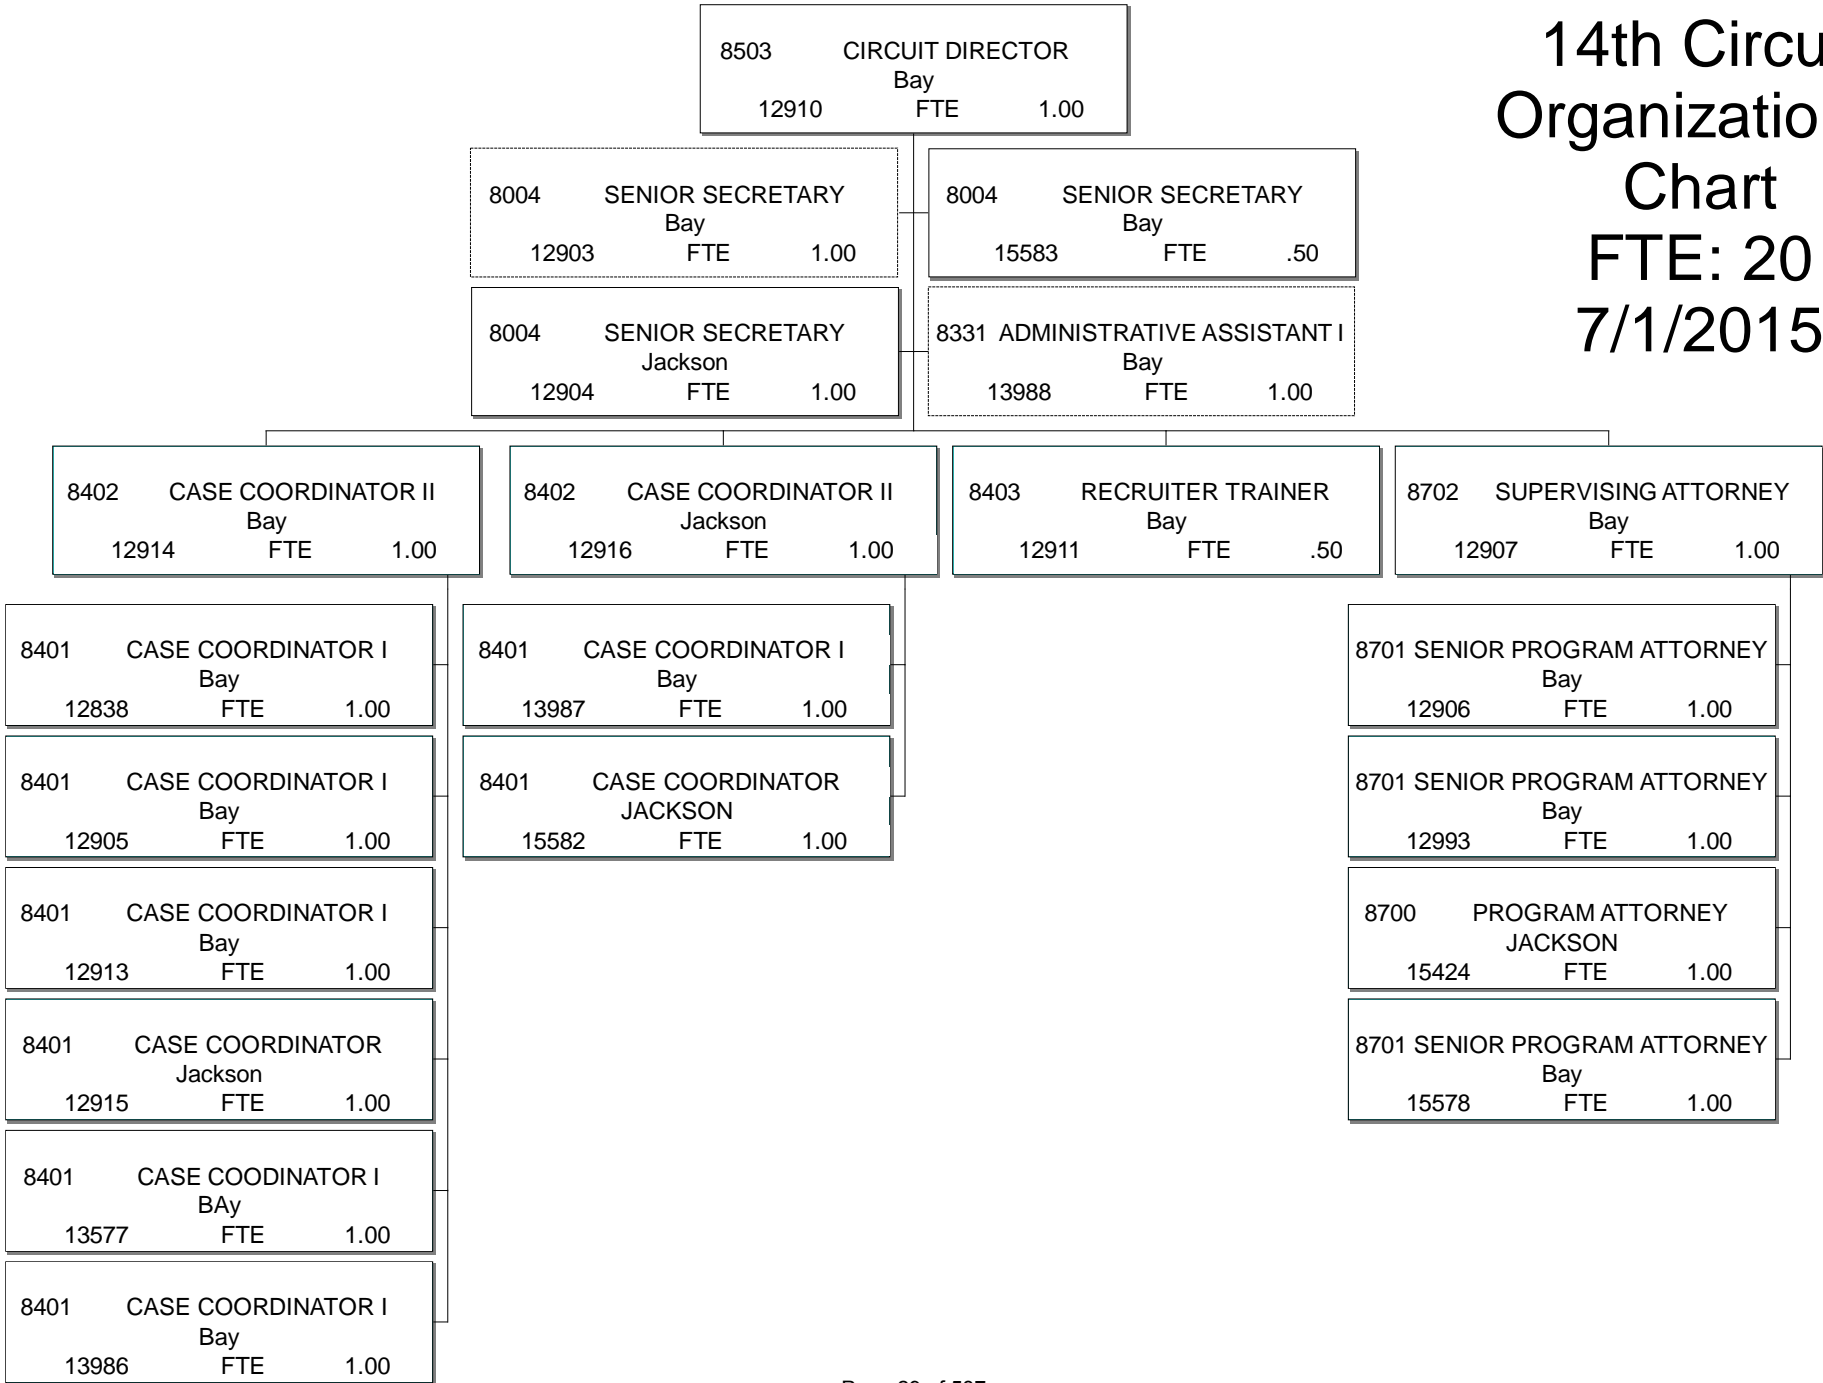 14th Circu
Organizatio
Chart
FTE: 20
7/1/2015
8503 CIRCUIT DIRECTOR
Bay
12910 FTE 1.00
8004 SENIOR SECRETARY
Bay
12903 FTE 1.00
8004 SENIOR SECRETARY
Bay
15583 FTE .50
8004 SENIOR SECRETARY
Jackson
12904 FTE 1.00
8331 ADMINISTRATIVE ASSISTANT I
Bay
13988 FTE 1.00
8402 CASE COORDINATOR II
Bay
12914 FTE 1.00
8402 CASE COORDINATOR II
Jackson
12916 FTE 1.00
8403 RECRUITER TRAINER
Bay
12911 FTE .50
8702 SUPERVISING ATTORNEY
Bay
12907 FTE 1.00
8401 CASE COORDINATOR I
Bay
12838 FTE 1.00
8401 CASE COORDINATOR I
Bay
12905 FTE 1.00
8401 CASE COORDINATOR I
Bay
12913 FTE 1.00
8401 CASE COORDINATOR
Jackson
12915 FTE 1.00
8401 CASE COODINATOR I
BAy
13577 FTE 1.00
8401 CASE COORDINATOR I
Bay
13986 FTE 1.00
8401 CASE COORDINATOR I
Bay
13987 FTE 1.00
8401 CASE COORDINATOR
JACKSON
15582 FTE 1.00
8701 SENIOR PROGRAM ATTORNEY
Bay
12906 FTE 1.00
8701 SENIOR PROGRAM ATTORNEY
Bay
12993 FTE 1.00
8700 PROGRAM ATTORNEY
JACKSON
15424 FTE 1.00
8701 SENIOR PROGRAM ATTORNEY
Bay
15578 FTE 1.00